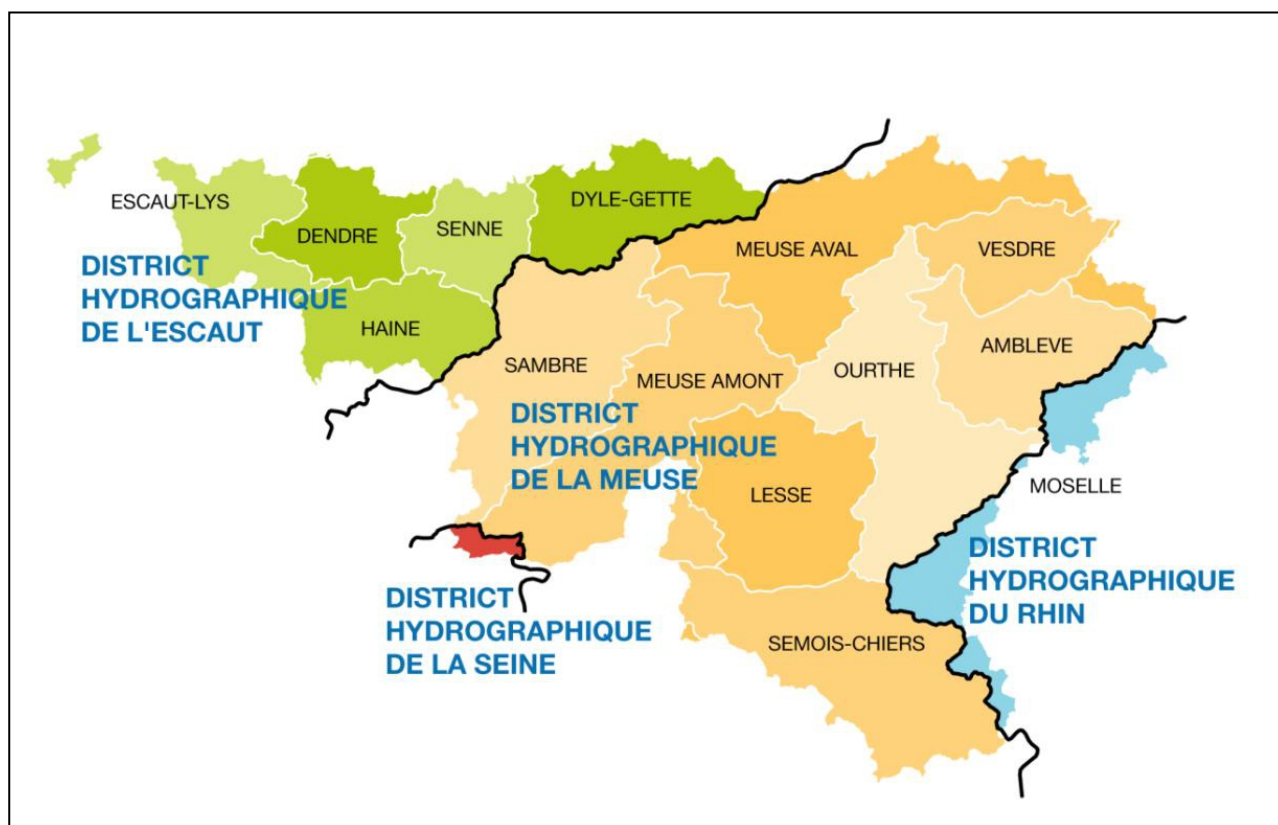 ESCAUT-LYS
DENDRE
SENNE
DYLE-GETTE
HAINE
DISTRICT
HYDROGRAPHIQUE
DE L'ESCAUT
MEUSE AVAL
VESDRE
AMBLEVE
OURTHE
SAMBRE
MEUSE AMONT
DISTRICT
HYDROGRAPHIQUE
DE LA MEUSE
LESSE
MOSELLE
DISTRICT
HYDROGRAPHIQUE
DU RHIN
DISTRICT
HYDROGRAPHIQUE
DE LA SEINE
SEMOIS-CHIERS